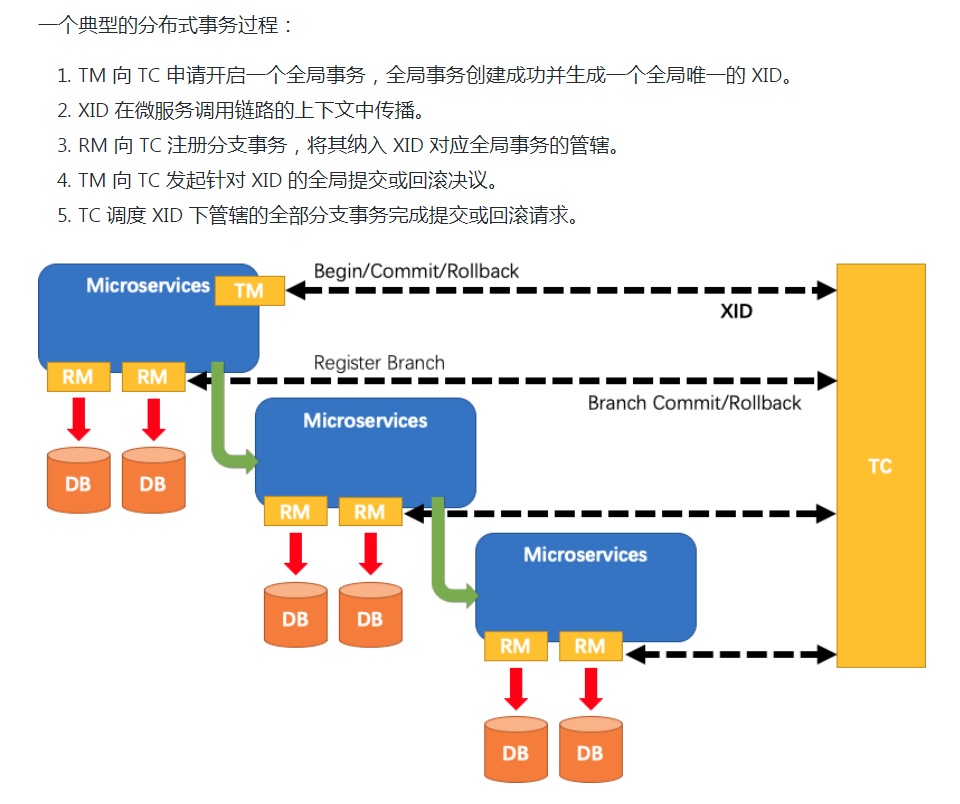 一个典型的分布式事务过程：
1. TM 向 TC 申请开启一个全局事务，全局事务创建成功并生成一个全局唯一的 XID。
2. XID 在微服务调用链路的上下文中传播。
3. RM 向 TC 注册分支事务，将其纳入 XID 对应全局事务的管辖。
4. TM 向 TC 发起针对 XID 的全局提交或回滚决议。
5. TC 调度 XID 下管辖的全部分支事务完成提交或回滚请求。
Begin/Commit/Rollback
Microservices
TM
XID
Register Branch
RM
RM
Branch Commit/Rollback
Microservices
TC
DB
DB
RM
RM
Microservices
DB
DB
RM
RM
DB
DB